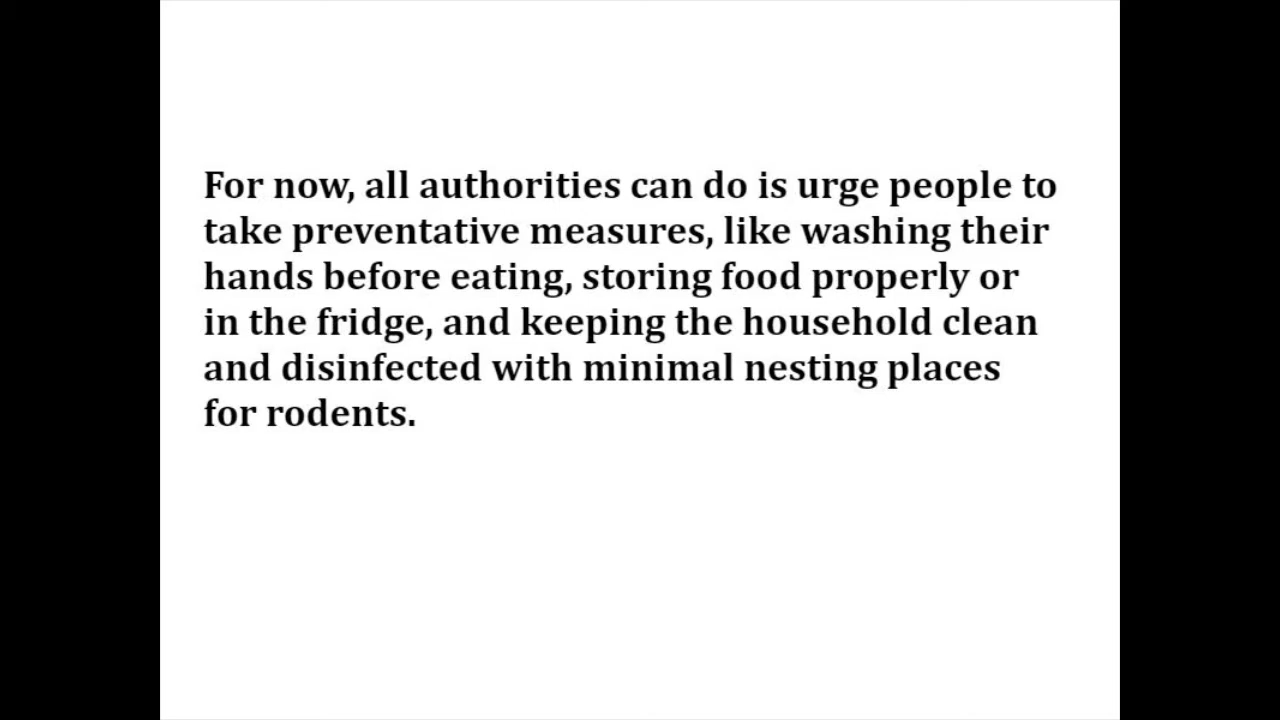 For now, all authorities can do is urge people to
take preventative measures, like washing their
hands before eating, storing food properly or
in the fridge, and keeping the household clean
and disinfected with minimal nesting places
for rodents.